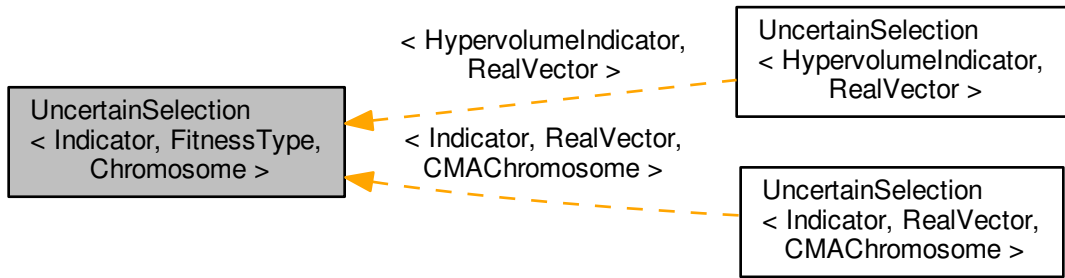 UncertainSelection
< Indicator, FitnessType,
Chromosome >
< HypervolumeIndicator,
RealVector >
< Indicator, RealVector,
CMAChromosome >
UncertainSelection
< HypervolumeIndicator,
RealVector >
UncertainSelection
< Indicator, RealVector,
CMAChromosome >